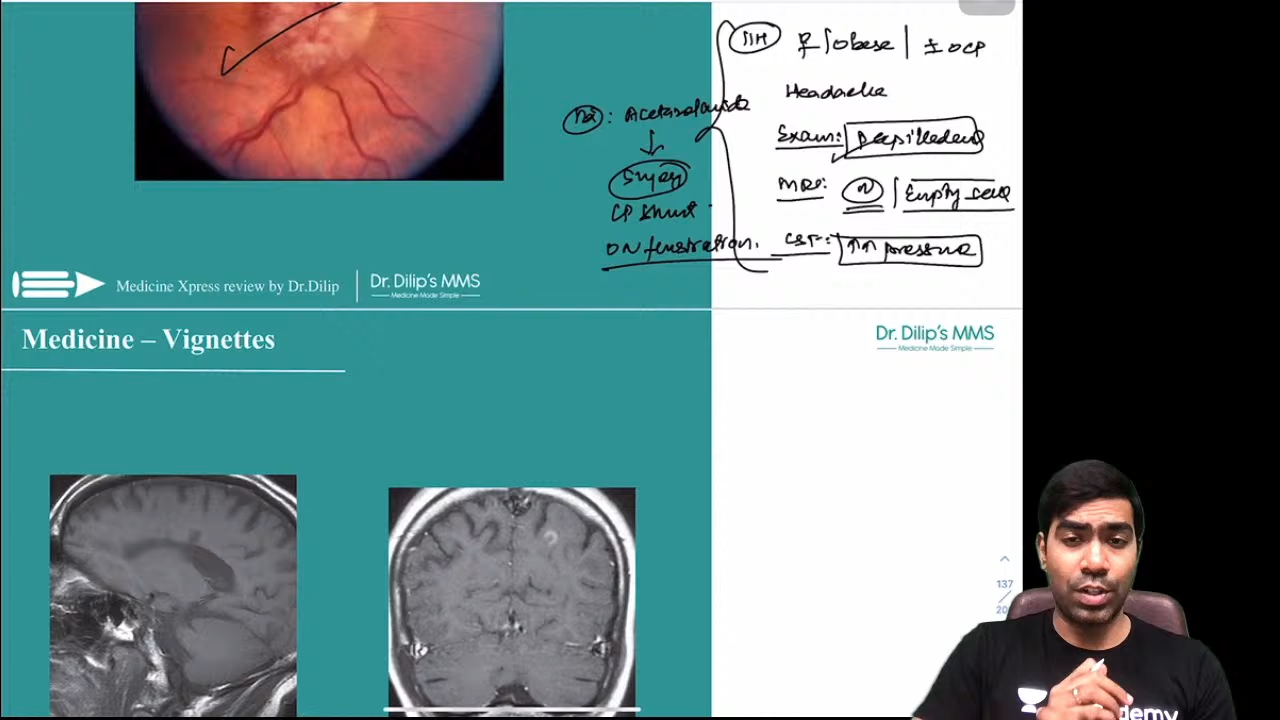 IIH ♀ / obese | ± OCP
Headache
Exam: papilledema
MRI: N | Empty sella
CSF: ↑↑ pressure
Rx: Acetazolamide
↓
Surgery
CP Shunt
ON fenestration.
Medicine Xpress review by Dr.Dilip
Dr. Dilip's MMS
Medicine Made Simple
Medicine – Vignettes
Dr. Dilip's MMS
Medicine Made Simple
137
20
demy